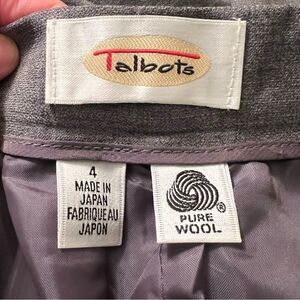 Talbots
4
MADE IN
JAPAN
FABRIQUE AU
JAPON
®
PURE
WOOL